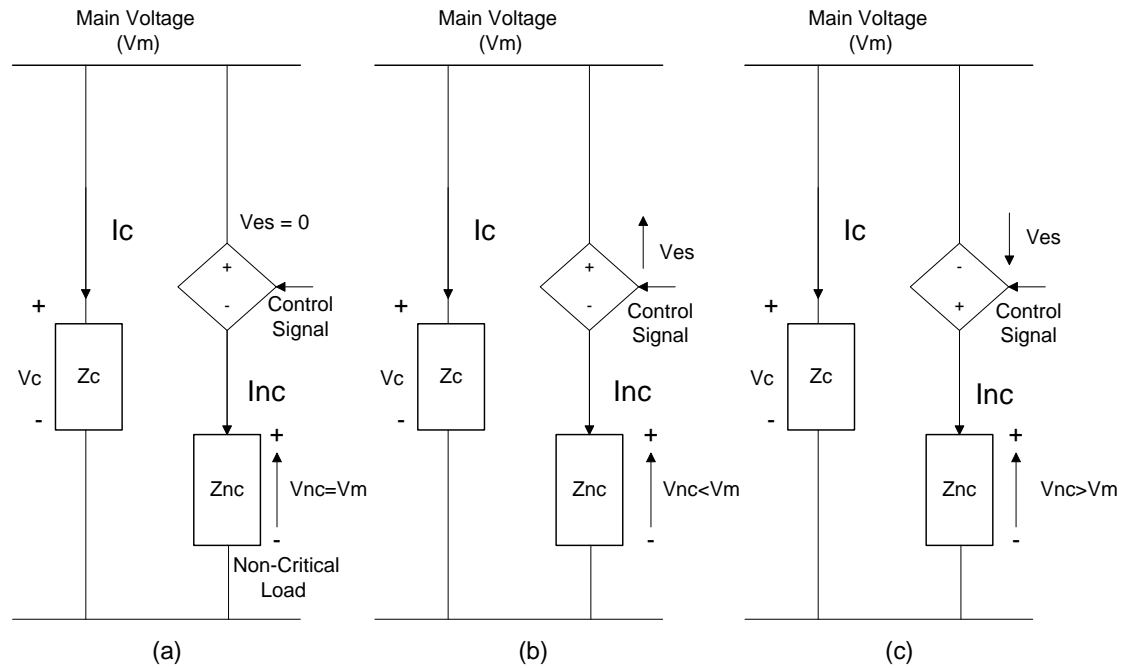 Main Voltage
(Vm)
Ic
Ves = 0
+
-
Control
Signal
+
Vc
-
Zc
Inc
Znc
+
Vnc=Vm
-
Non-Critical
Load
(a)
Main Voltage
(Vm)
Ic
Ves
+
-
Control
Signal
+
Vc
-
Zc
Inc
Znc
+
Vnc<Vm
-
(b)
Main Voltage
(Vm)
Ic
Ves
-
+
Control
Signal
+
Vc
-
Zc
Inc
Znc
+
Vnc>Vm
-
(c)